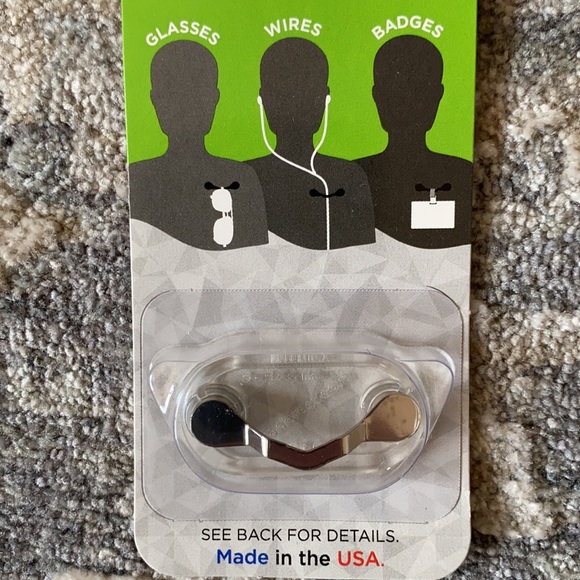 GLASSES WIRES BADGES
SEE BACK FOR DETAILS.
Made in the USA.